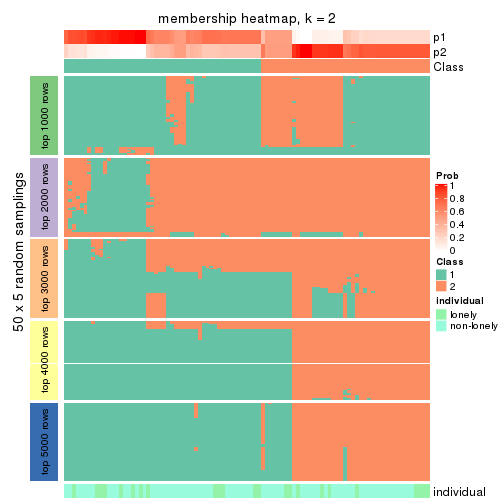 membership heatmap, k = 2
p1
p2
Class
50 x 5 random samplings
top 1000 rows
top 2000 rows
top 3000 rows
top 4000 rows
top 5000 rows
Prob
1
0.8
0.6
0.4
0.2
0
Class
1
2
individual
lonely
non-lonely
individual